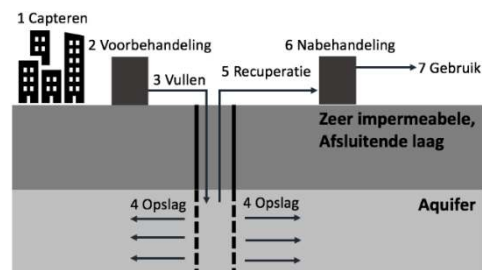 1 Capteren
2 Voorbehandeling
3 Vullen
5 Recuperatie
6 Nabehandeling
7 Gebruik
Zeer impermeabele,
Afsluitende laag
4 Opslag
4 Opslag
Aquifer